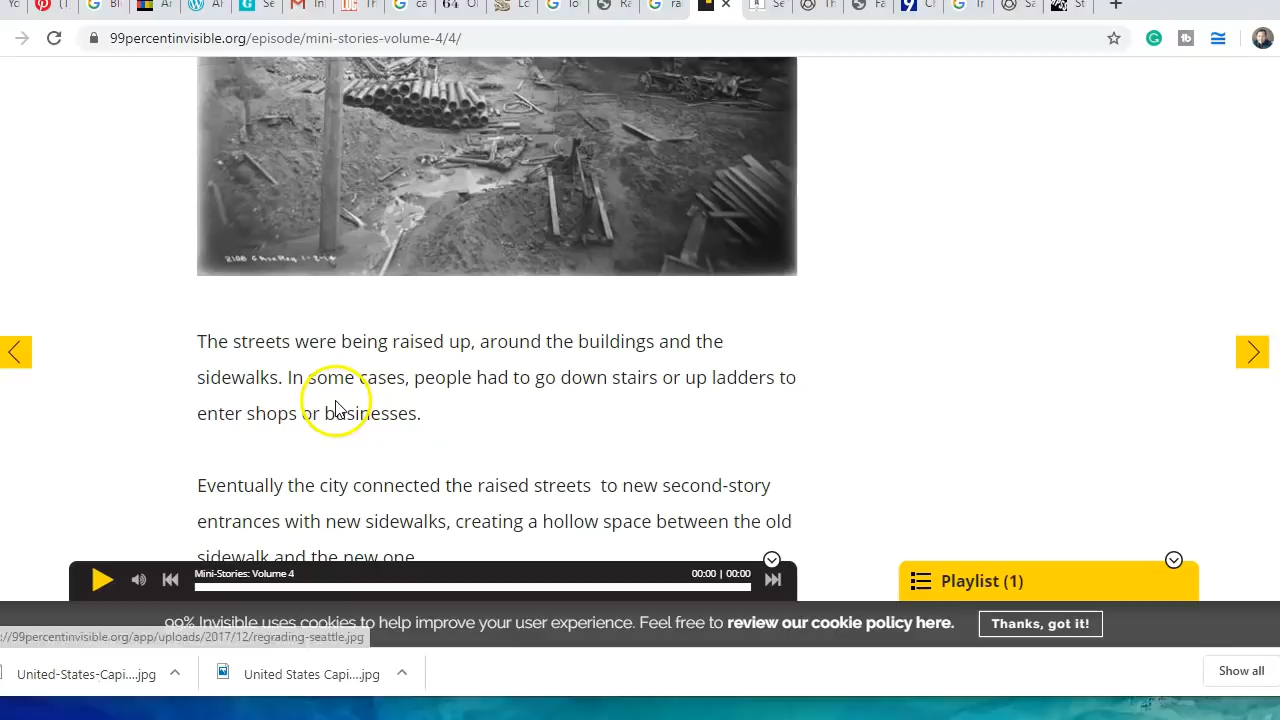 99percentinvisible.org/episode/mini-stories-volume-4/4/
The streets were being raised up, around the buildings and the
sidewalks. In some cases, people had to go down stairs or up ladders to
enter shops or businesses.
Eventually the city connected the raised streets to new second-story
entrances with new sidewalks, creating a hollow space between the old
sidewalk and the new one
Mini-Stories: Volume 4
00:00 | 00:00
Playlist (1)
99% Invisible uses cookies to help improve your user experience. Feel free to review our cookie policy here.
Thanks, got it!
://99percentinvisible.org/app/uploads/2017/12/regrading-seattle.jpg
United-States-Capi....jpg
United States Capi....jpg
Show all